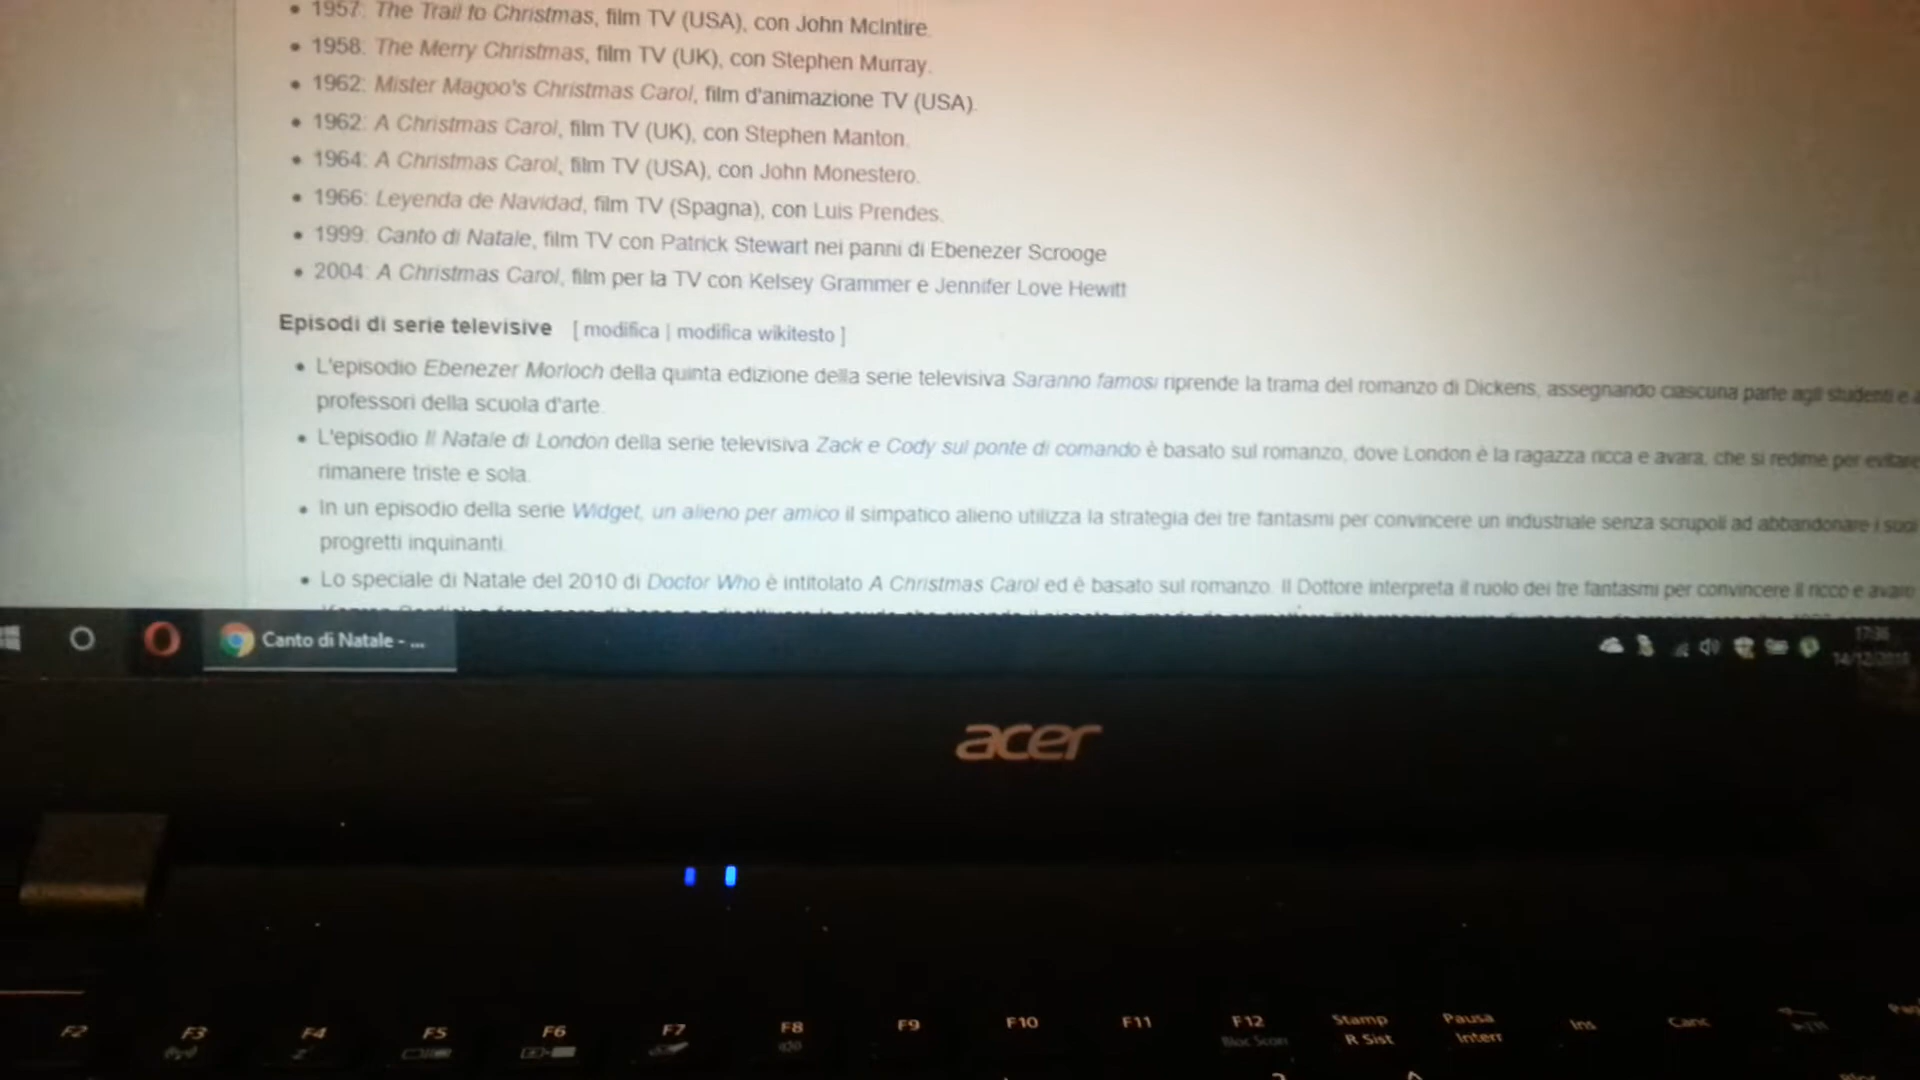 1957: The Trail to Christmas, film TV (USA), con John McIntire.
1958: The Merry Christmas, film TV (UK), con Stephen Murray.
1962: Mister Magoo's Christmas Carol, film d'animazione TV (USA).
1962: A Christmas Carol, film TV (UK), con Stephen Manton.
1964: A Christmas Carol, film TV (USA), con John Monestero.
1966: Leyenda de Navidad, film TV (Spagna), con Luis Prendes.
1999: Canto di Natale, film TV con Patrick Stewart nei panni di Ebenezer Scrooge
2004: A Christmas Carol, film per la TV con Kelsey Grammer e Jennifer Love Hewitt
Episodi di serie televisive [ modifica | modifica wikitesto ]
L'episodio Ebenezer Morloch della quinta edizione della serie televisiva Saranno famosi riprende la trama del romanzo di Dickens, assegnando ciascuna parte agli studenti e
professori della scuola d'arte.
L'episodio Il Natale di London della serie televisiva Zack e Cody sul ponte di comando è basato sul romanzo, dove London è la ragazza ricca e avara, che si redime per evitare
rimanere triste e sola.
In un episodio della serie Widget, un alieno per amico il simpatico alieno utilizza la strategia dei tre fantasmi per convincere un industriale senza scrupoli ad abbandonare i suoi
progretti inquinanti.
Lo speciale di Natale del 2010 di Doctor Who è intitolato A Christmas Carol ed è basato sul romanzo. Il Dottore interpreta il ruolo dei tre fantasmi per convincere il ricco e avaro
Canto di Natale - ...
17:36
acer
F2 F3 F4 F5 F6 F7 F8 F9 F10 F11 F12 Stamp Pausa Ins Canc
Bloc Scorr R Sist Interr